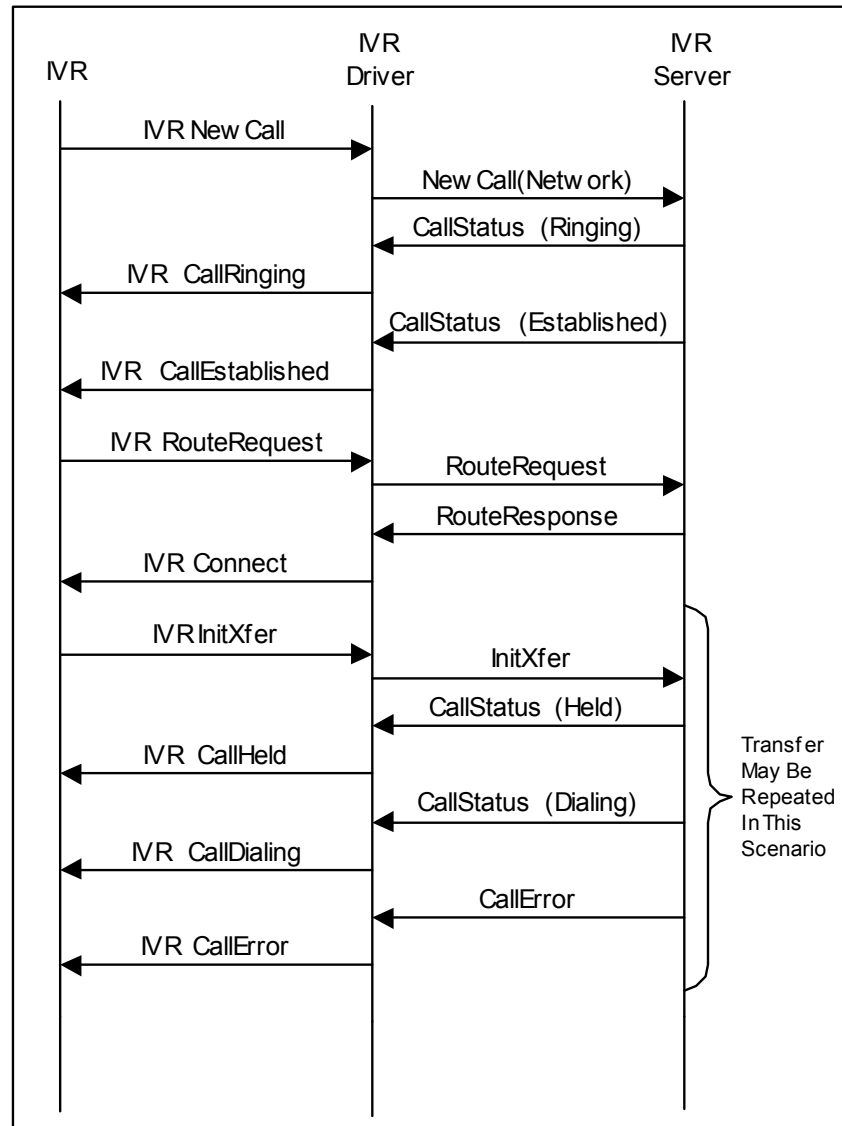 IVR
IVR
Driver
IVR
Server
IVR New Call
New Call(Network)
CallStatus (Ringing)
IVR CallRinging
CallStatus (Established)
IVR CallEstablished
IVR RouteRequest
RouteRequest
RouteResponse
IVR Connect
IVR InitXfer
InitXfer
CallStatus (Held)
IVR CallHeld
CallStatus (Dialing)
IVR CallDialing
CallError
IVR CallError
Transfer
May Be
Repeated
In This
Scenario